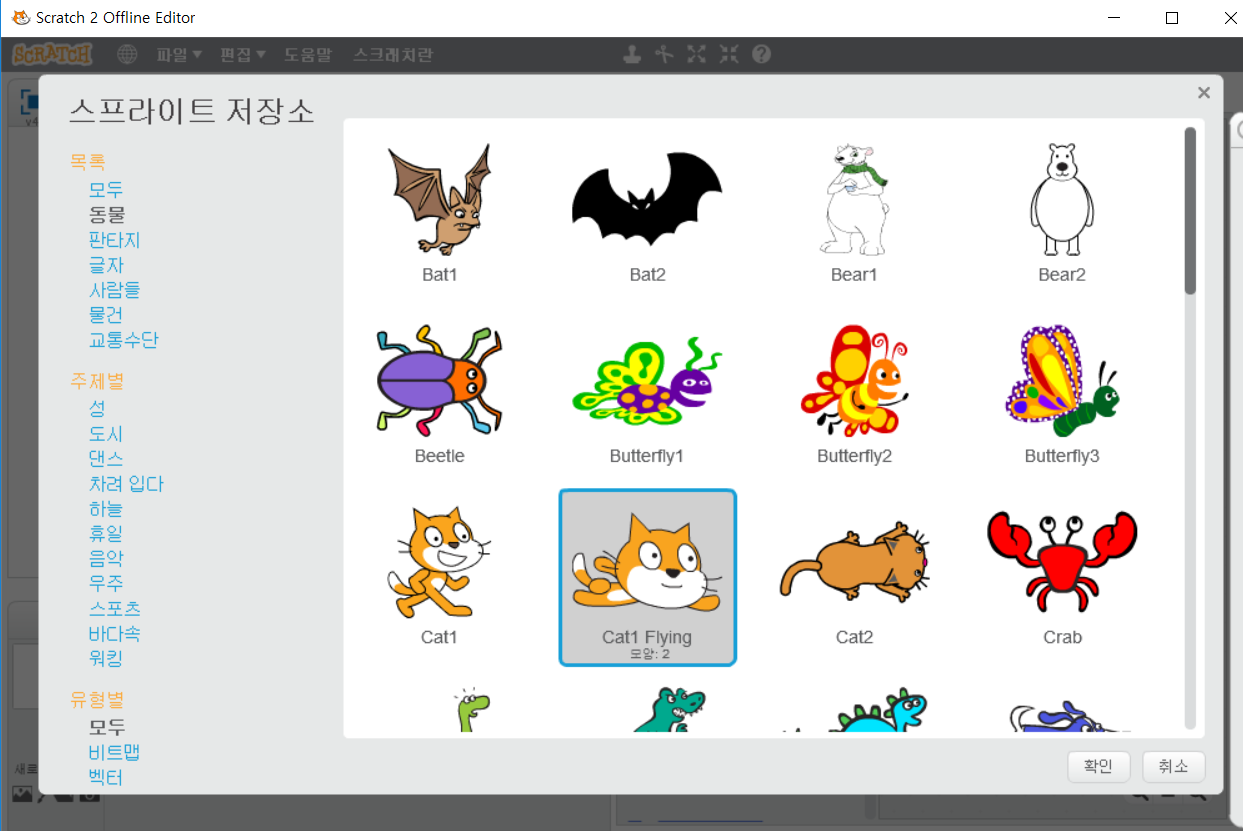 Scratch 2 Offline Editor
SCRATCH 파일 편집 도움말 스크래치란
스프라이트 저장소
목록
모두
동물
판타지
글자
사람들
물건
교통수단
주제별
성
도시
댄스
차려 입다
하늘
휴일
음악
우주
스포츠
바다속
워킹
유형별
모두
비트맵
벡터
Bat1 Bat2 Bear1 Bear2
Beetle Butterfly1 Butterfly2 Butterfly3
Cat1 Cat1 Flying Cat2 Crab
모양: 2
확인 취소
새로